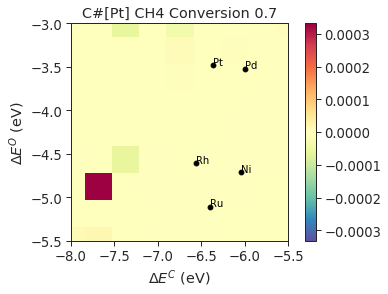 C#[Pt] CH4 Conversion 0.7
−3.0
−3.5
−4.0
−4.5
−5.0
−5.5
ΔE^O (eV)
Pt
Pd
Rh
Ni
Ru
−8.0 −7.5 −7.0 −6.5 −6.0 −5.5
ΔE^C (eV)
0.0003
0.0002
0.0001
0.0000
−0.0001
−0.0002
−0.0003